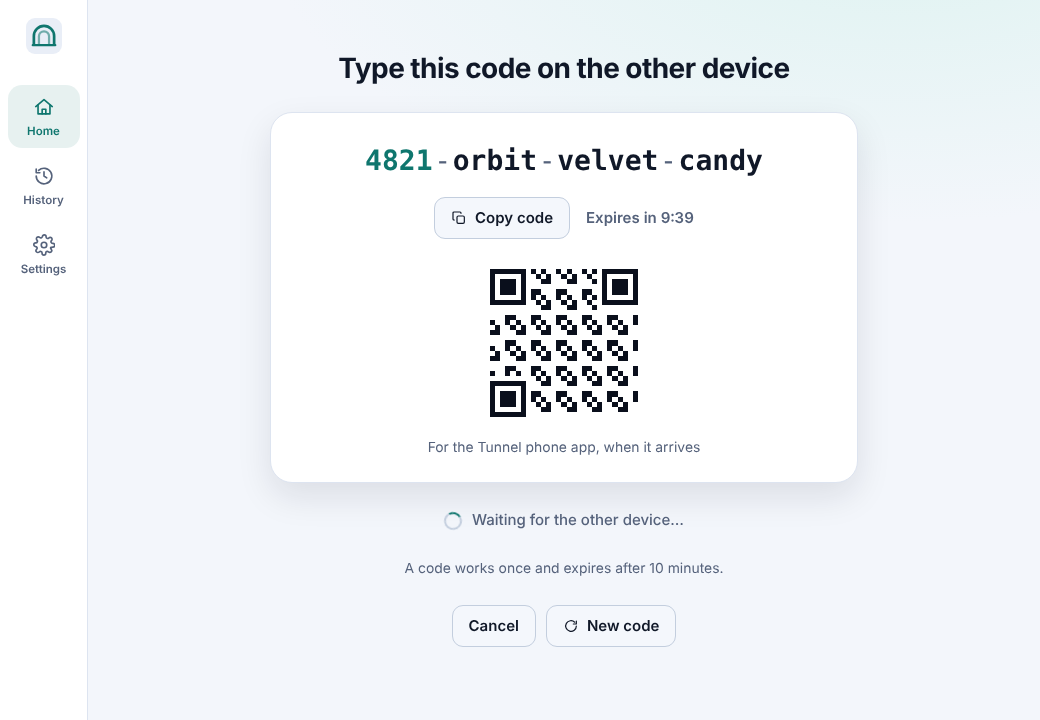 Home
History
Settings
Type this code on the other device
4821-orbit-velvet-candy
Copy code
Expires in 9:39
For the Tunnel phone app, when it arrives
Waiting for the other device...
A code works once and expires after 10 minutes.
Cancel
New code